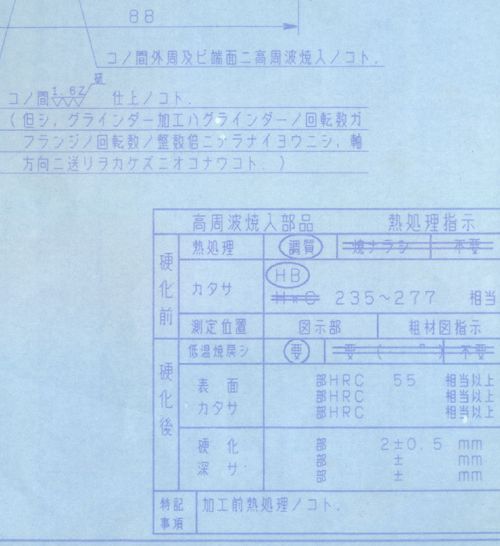 88
コノ間外周及ビ端面ニ高周波焼入ノコト.
硫
コノ間 1.6Z 仕上ノコト.
(但シ, グラインダー加工ハグラインダーノ回転数ガ
フランジノ回転数ノ整数倍ニナラナイヨウニシ, 軸
方向ニ送リヲカケズニオコナウコト.)
高周波焼入部品 熱処理指示
硬化前 熱処理 調質 焼ナラシ 不要
カタサ HB
HRC 235~277 相当
測定位置 図示部 粗材図指示
硬化後 低温焼戻シ 要 要( ") 不要
表面カタサ 部HRC 55 相当以上
部HRC 相当以上
部HRC 相当以上
硬化深サ 部 2±0.5 mm
部 ± mm
部 ± mm
特記事項 加工前熱処理ノコト.